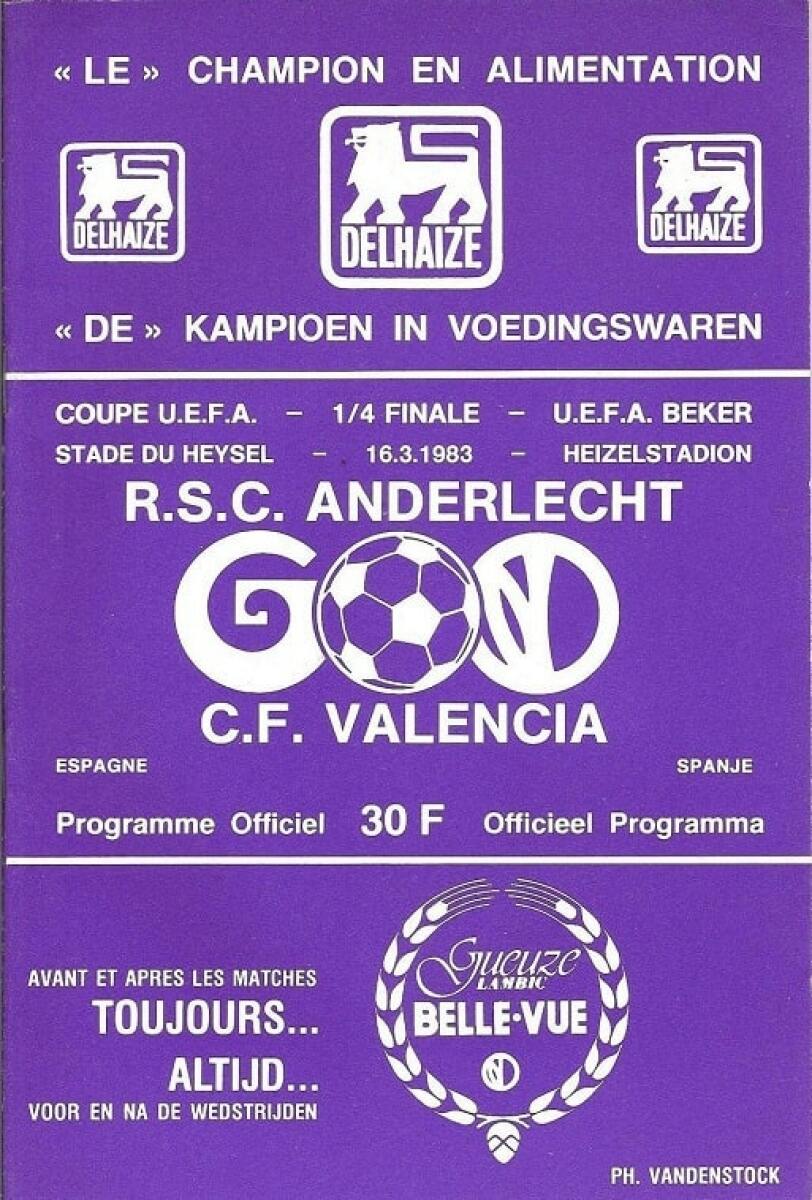 « LE » CHAMPION EN ALIMENTATION
DELHAIZE DELHAIZE DELHAIZE
« DE » KAMPIOEN IN VOEDINGSWAREN
COUPE U.E.F.A. – 1/4 FINALE – U.E.F.A. BEKER
STADE DU HEYSEL – 16.3.1983 – HEIZELSTADION
R.S.C. ANDERLECHT
C.F. VALENCIA
ESPAGNE SPANJE
Programme Officiel 30 F Officieel Programma
AVANT ET APRES LES MATCHES
TOUJOURS...
ALTIJD...
VOOR EN NA DE WEDSTRIJDEN
Gueuze
LAMBIC
BELLE-VUE
PH. VANDENSTOCK